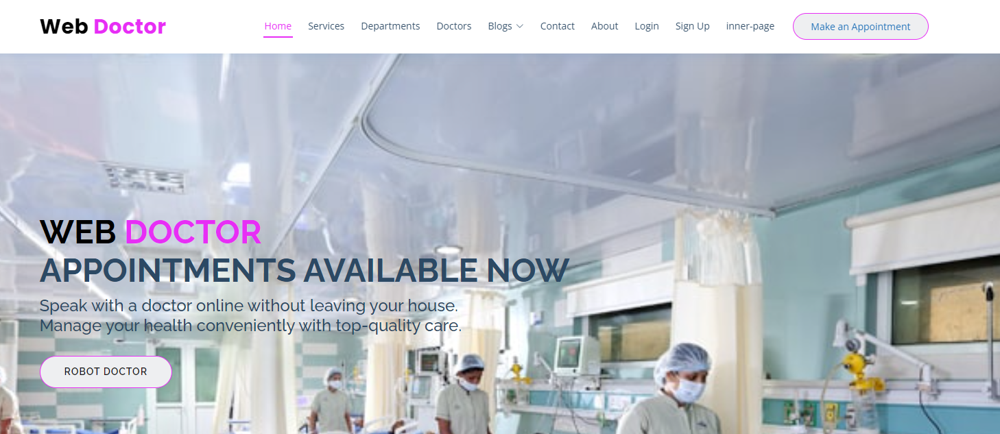 Web Doctor
Home Services Departments Doctors Blogs Contact About Login Sign Up inner-page Make an Appointment
WEB DOCTOR
APPOINTMENTS AVAILABLE NOW
Speak with a doctor online without leaving your house.
Manage your health conveniently with top-quality care.
ROBOT DOCTOR